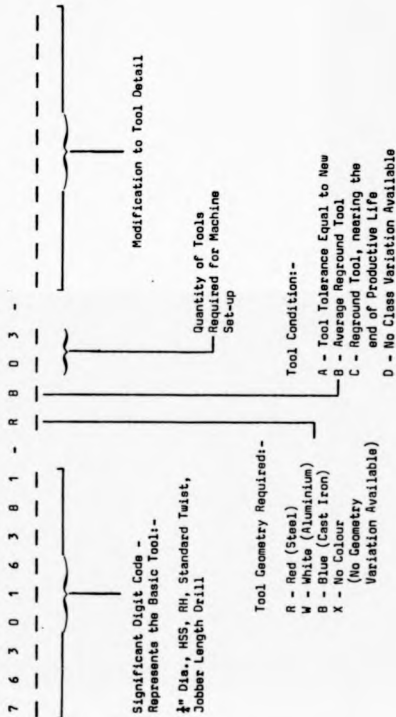 7 6 3 0 1 6 3 8 1 - R B 0 3 -
Significant Digit Code -
Represents the Basic Tool:-
Dia., HSS, RH, Standard Twist,
Jobber Length Drill
Tool Geometry Required:-
R - Red (Steel)
W - White (Aluminium)
B - Blue (Cast Iron)
X - No Colour
(No Geometry
Variation Available)
Quantity of Tools
Required for Machine
Set-up
Tool Condition:-
A - Tool Tolerance Equal to New
B - Average Reground Tool
C - Reground Tool, nearing the
end of Productive Life
D - No Class Variation Available
Modification to Tool Detail